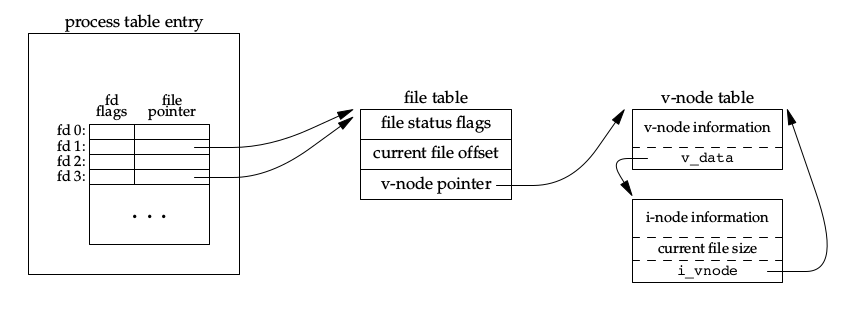 process table entry
fd
flags
file
pointer
fd 0:
fd 1:
fd 2:
fd 3:
. . .
file table
file status flags
current file offset
v-node pointer
v-node table
v-node information
v_data
i-node information
current file size
i_vnode